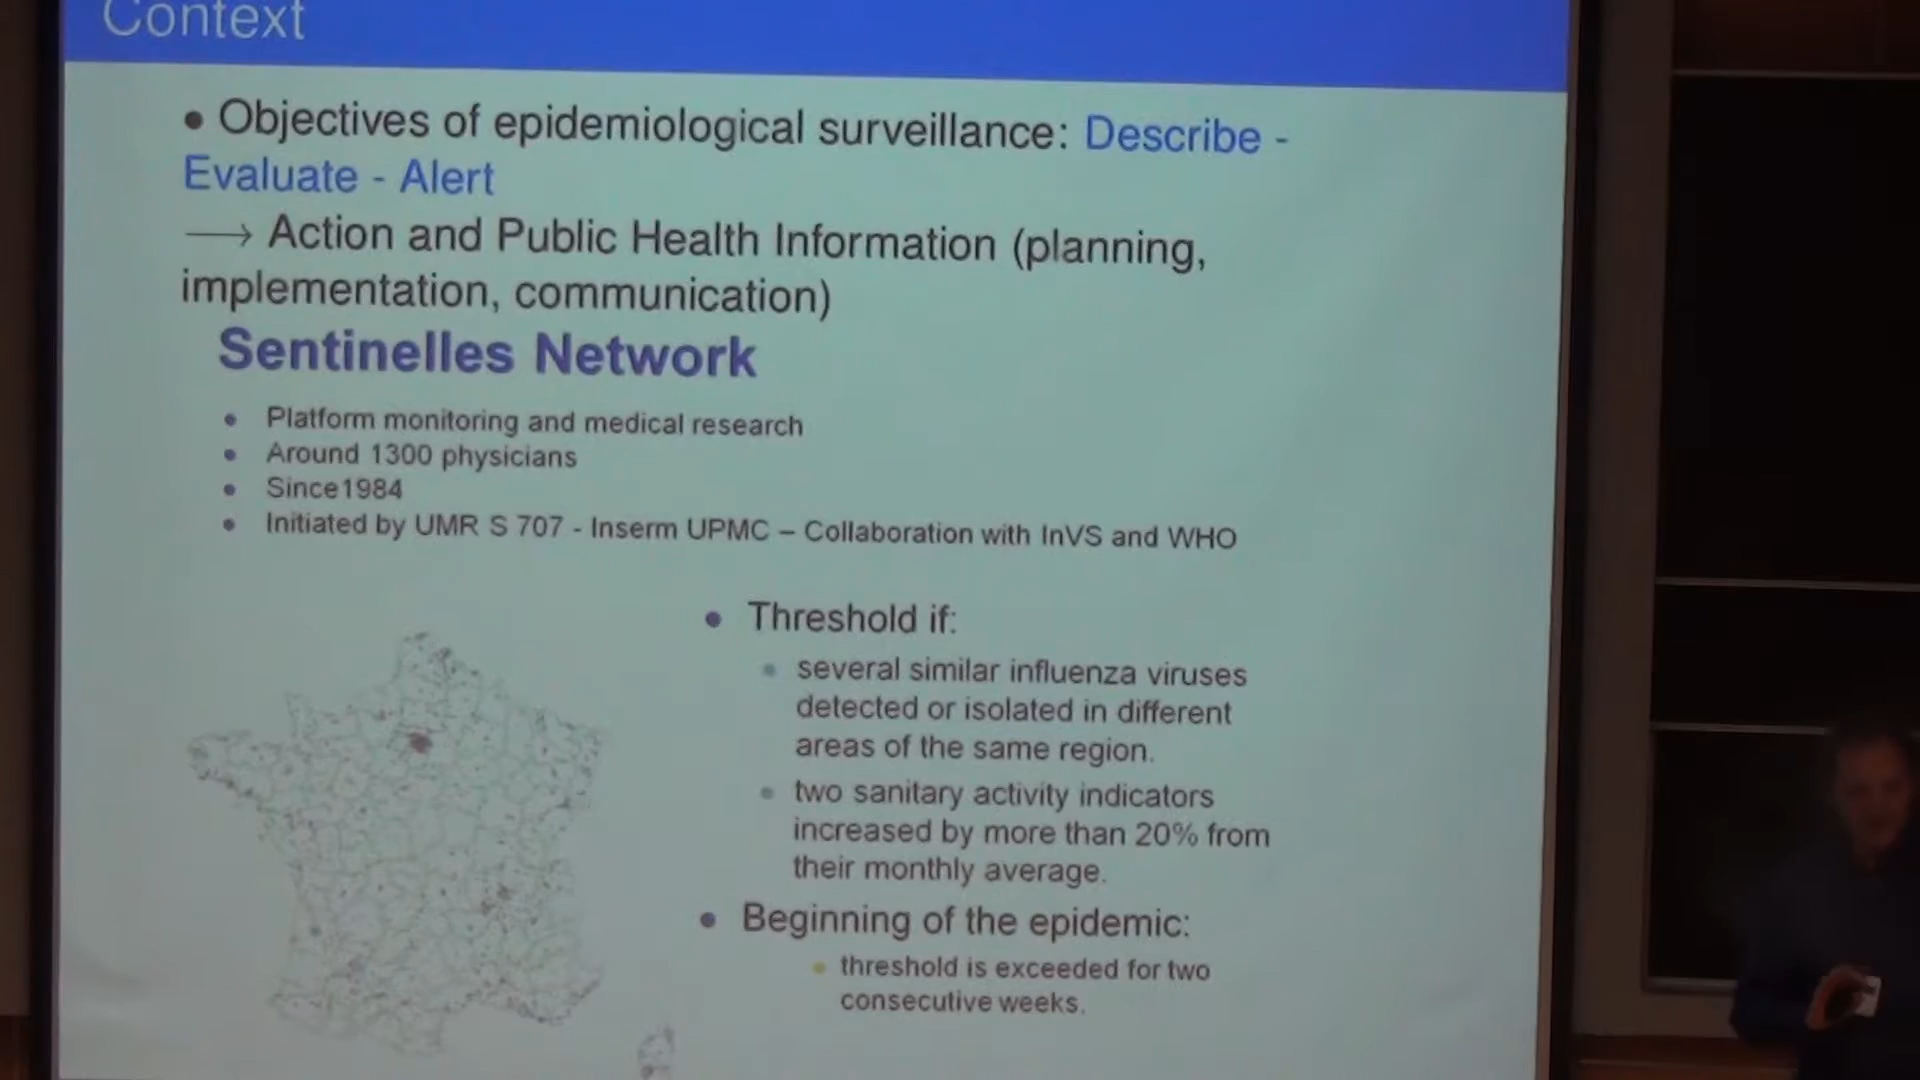 Context
• Objectives of epidemiological surveillance: Describe -
Evaluate - Alert
⟶ Action and Public Health Information (planning,
implementation, communication)
Sentinelles Network
• Platform monitoring and medical research
• Around 1300 physicians
• Since1984
• Initiated by UMR S 707 - Inserm UPMC – Collaboration with InVS and WHO
• Threshold if:
• several similar influenza viruses
detected or isolated in different
areas of the same region.
• two sanitary activity indicators
increased by more than 20% from
their monthly average.
• Beginning of the epidemic:
• threshold is exceeded for two
consecutive weeks.